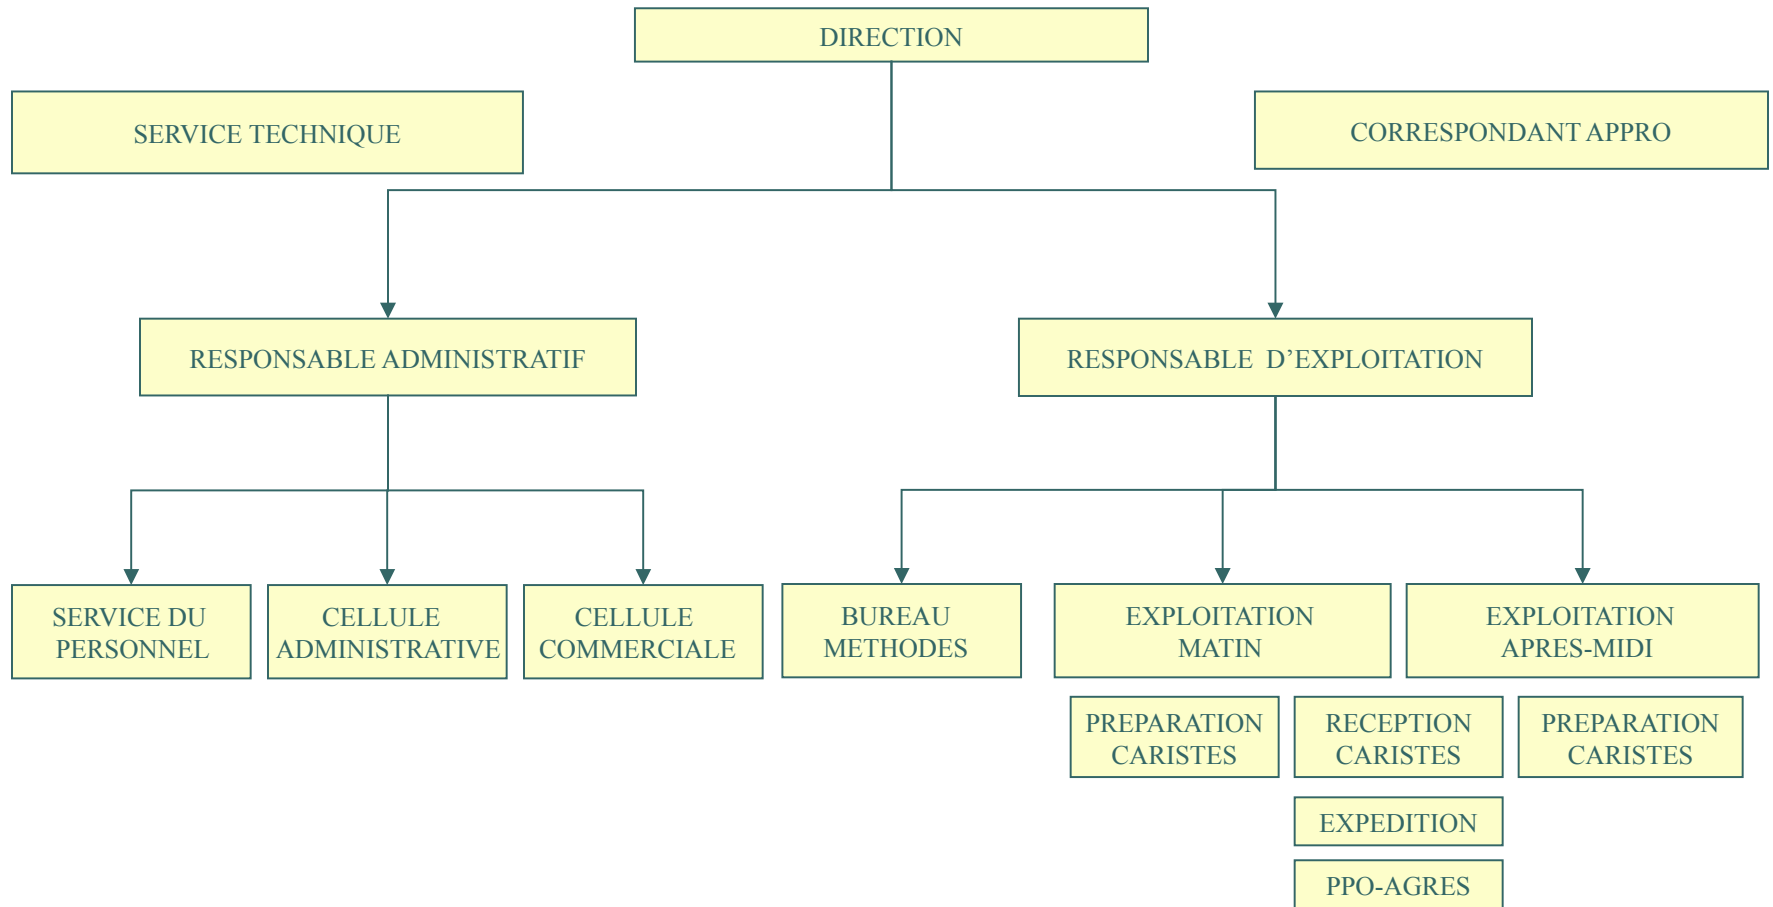 DIRECTION
SERVICE TECHNIQUE
CORRESPONDANT APPRO
RESPONSABLE ADMINISTRATIF
RESPONSABLE D’EXPLOITATION
SERVICE DU
PERSONNEL
CELLULE
ADMINISTRATIVE
CELLULE
COMMERCIALE
BUREAU
METHODES
EXPLOITATION
MATIN
EXPLOITATION
APRES-MIDI
PREPARATION
CARISTES
RECEPTION
CARISTES
PREPARATION
CARISTES
EXPEDITION
PPO-AGRES